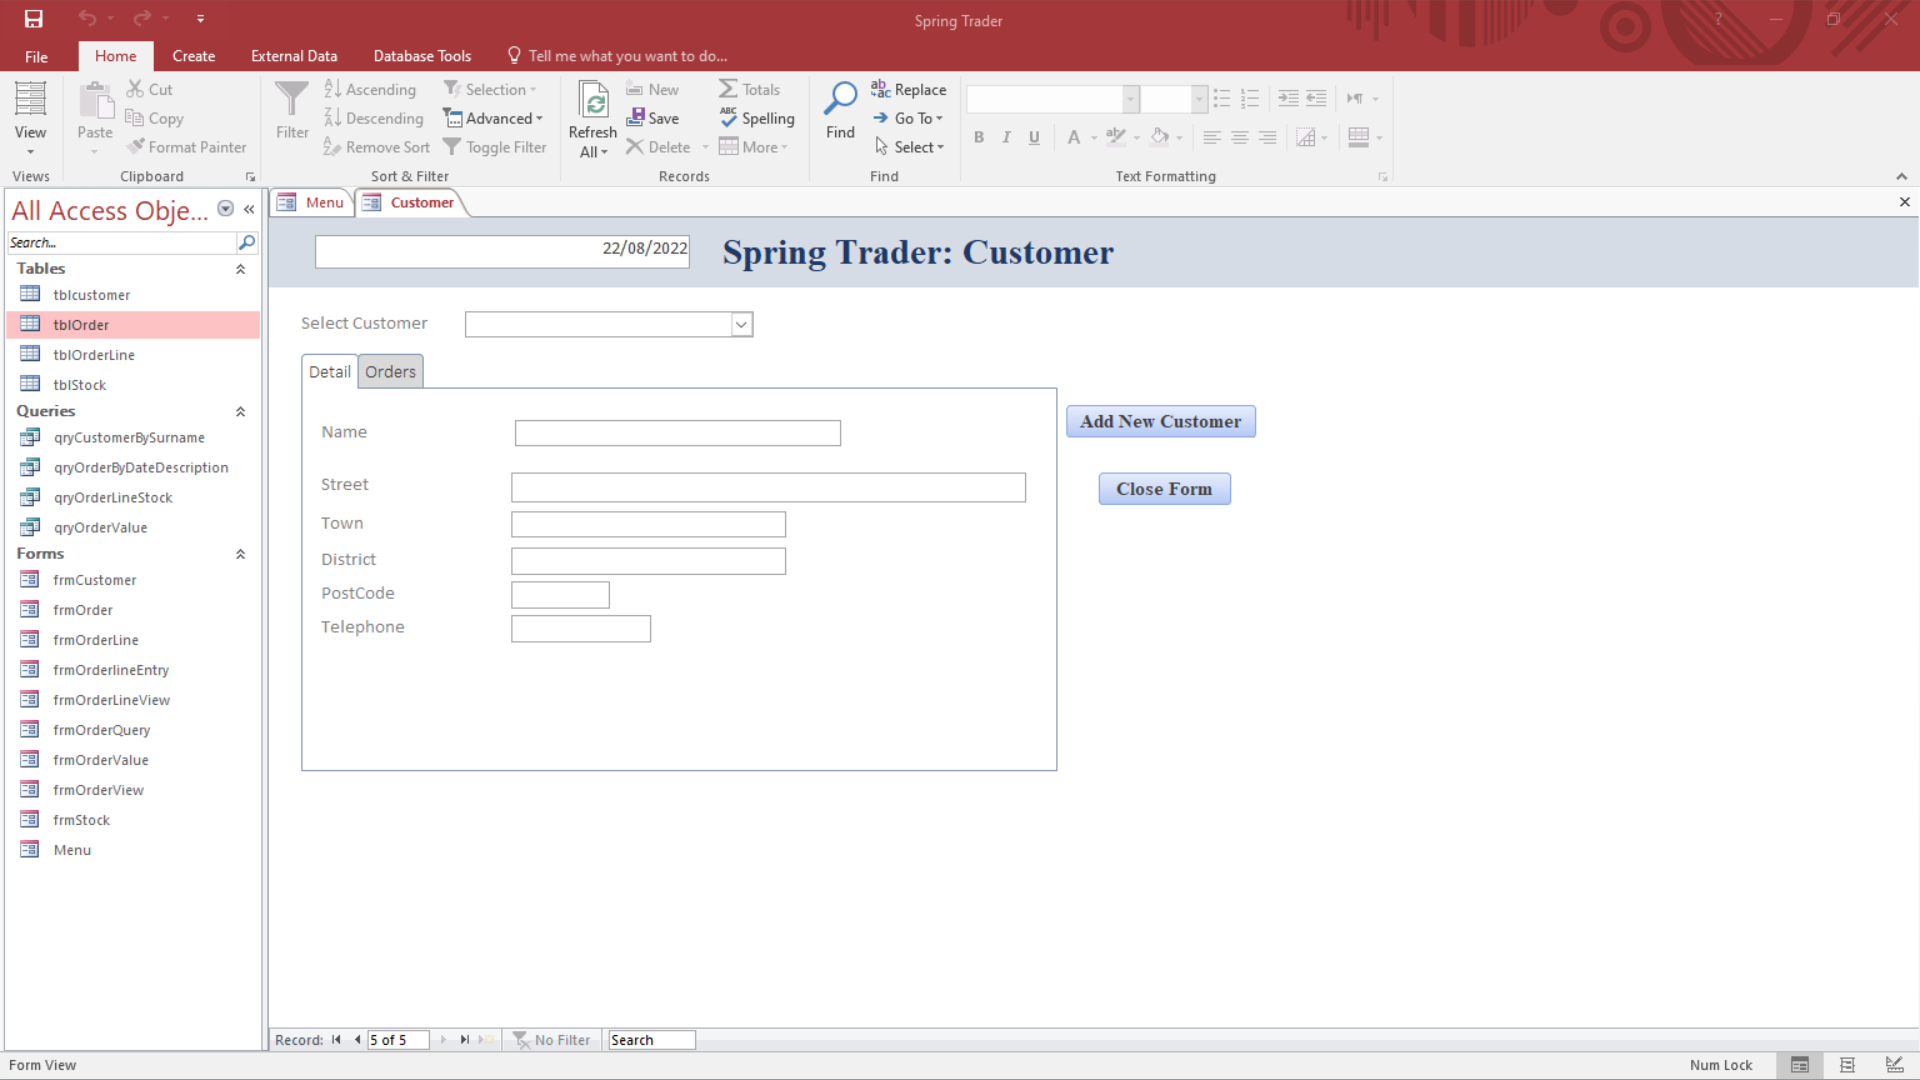 Spring Trader
?
File
Home
Create
External Data
Database Tools
Tell me what you want to do...
View
Views
Paste
Cut
Copy
Format Painter
Clipboard
Filter
Ascending
Descending
Remove Sort
Selection
Advanced
Toggle Filter
Sort & Filter
Refresh
All
New
Save
Delete
Totals
Spelling
More
Records
Find
Replace
Go To
Select
Find
B I U A
Text Formatting
All Access Obje...
Search...
Tables
tblcustomer
tblOrder
tblOrderLine
tblStock
Queries
qryCustomerBySurname
qryOrderByDateDescription
qryOrderLineStock
qryOrderValue
Forms
frmCustomer
frmOrder
frmOrderLine
frmOrderlineEntry
frmOrderLineView
frmOrderQuery
frmOrderValue
frmOrderView
frmStock
Menu
Menu
Customer
22/08/2022
Spring Trader: Customer
Select Customer
Detail
Orders
Name
Street
Town
District
PostCode
Telephone
Add New Customer
Close Form
Record:
5 of 5
No Filter
Search
Form View
Num Lock